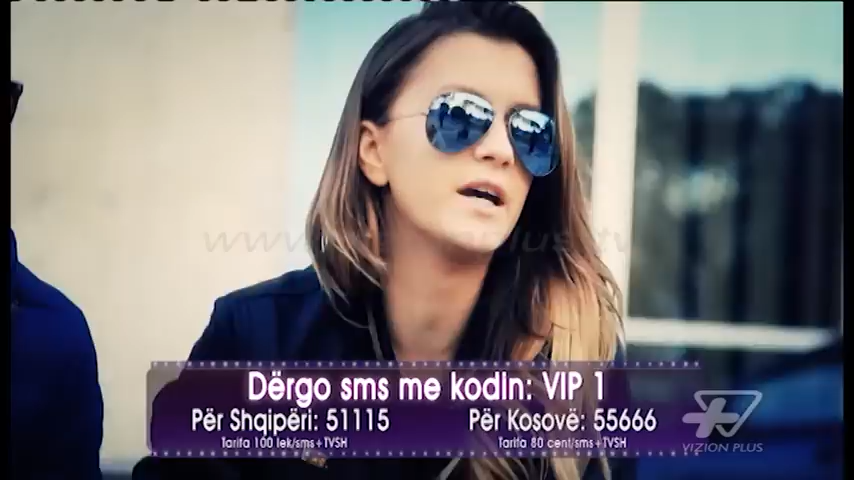 Dërgo sms me kodin: VIP 1
Për Shqipëri: 51115
Tarifa 100 lek/sms+TVSH
Për Kosovë: 55666
Tarifa 80 cent/sms+TVSH
VIZION PLUS